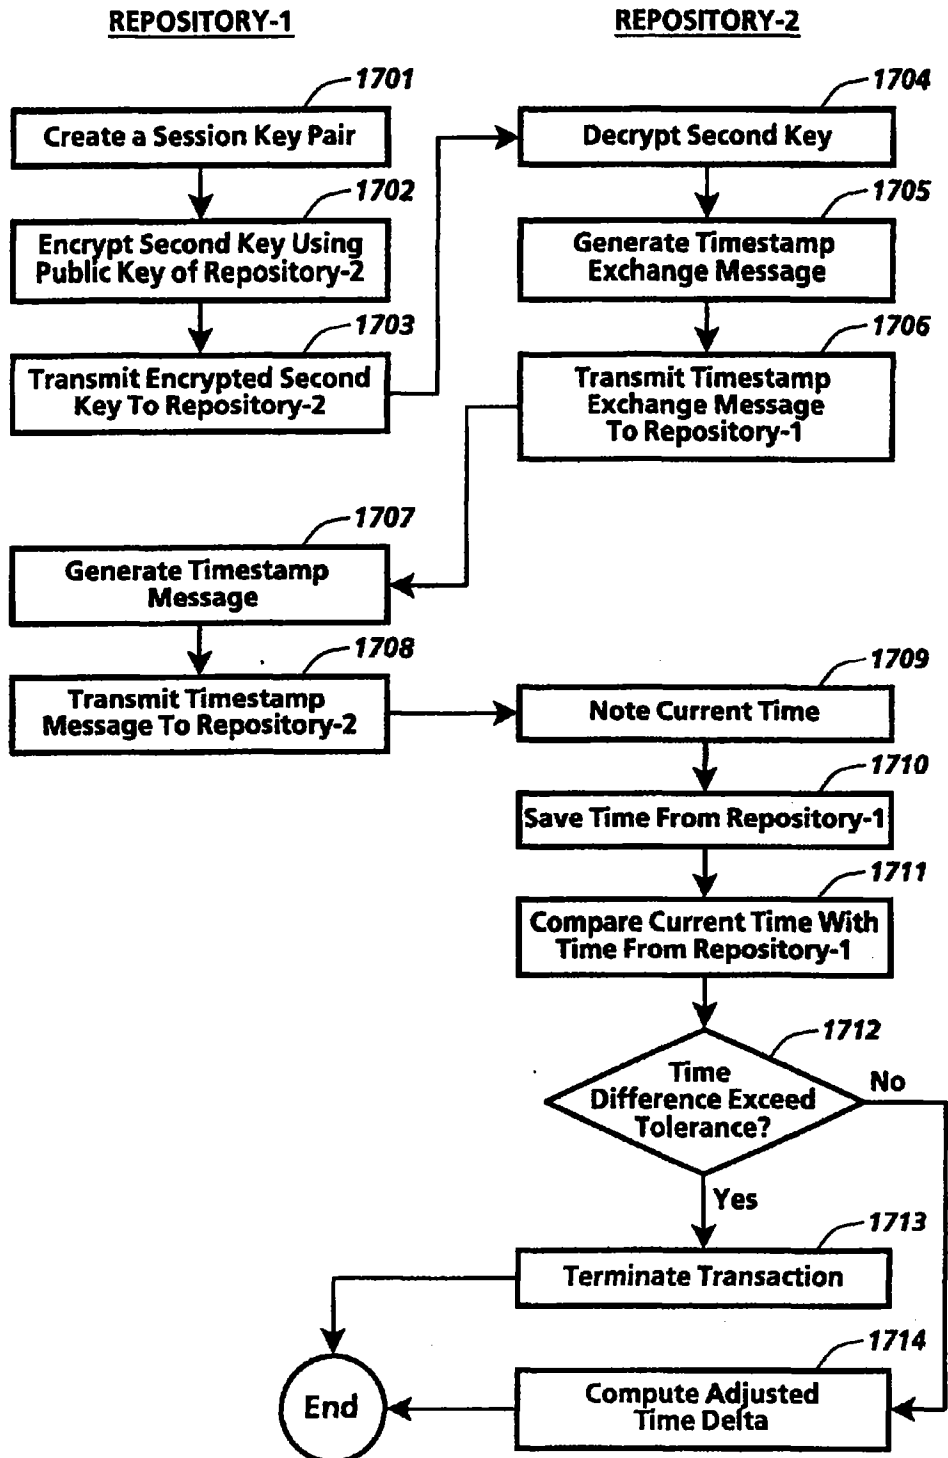 REPOSITORY-1
REPOSITORY-2
1701
Create a Session Key Pair
1702
Encrypt Second Key Using
Public Key of Repository-2
1703
Transmit Encrypted Second
Key To Repository-2
1704
Decrypt Second Key
1705
Generate Timestamp
Exchange Message
1706
Transmit Timestamp
Exchange Message
To Repository-1
1707
Generate Timestamp
Message
1708
Transmit Timestamp
Message To Repository-2
1709
Note Current Time
1710
Save Time From Repository-1
1711
Compare Current Time With
Time From Repository-1
1712
Time
Difference Exceed
Tolerance?
No
Yes
1713
Terminate Transaction
1714
Compute Adjusted
Time Delta
End